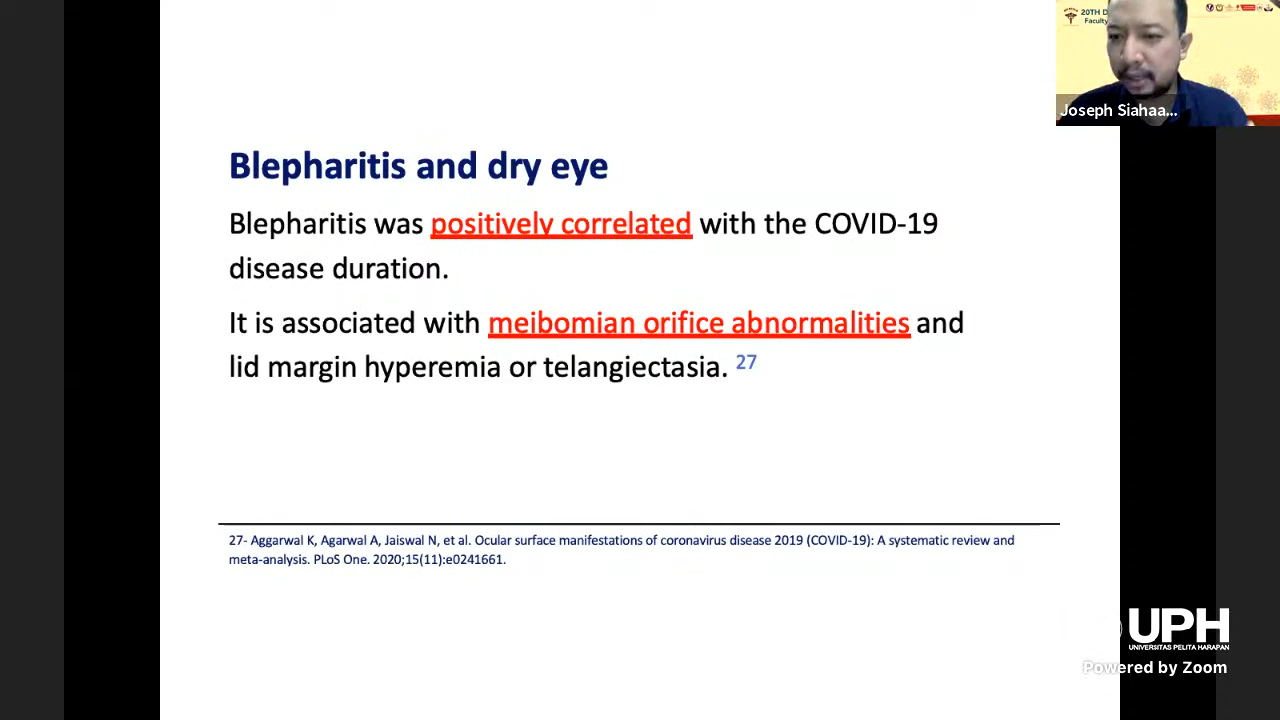 20TH D
Faculty
Joseph Siahaa...
Blepharitis and dry eye
Blepharitis was positively correlated with the COVID-19
disease duration.
It is associated with meibomian orifice abnormalities and
lid margin hyperemia or telangiectasia. 27
27- Aggarwal K, Agarwal A, Jaiswal N, et al. Ocular surface manifestations of coronavirus disease 2019 (COVID-19): A systematic review and
meta-analysis. PLoS One. 2020;15(11):e0241661.
UPH
UNIVERSITAS PELITA HARAPAN
Powered by Zoom